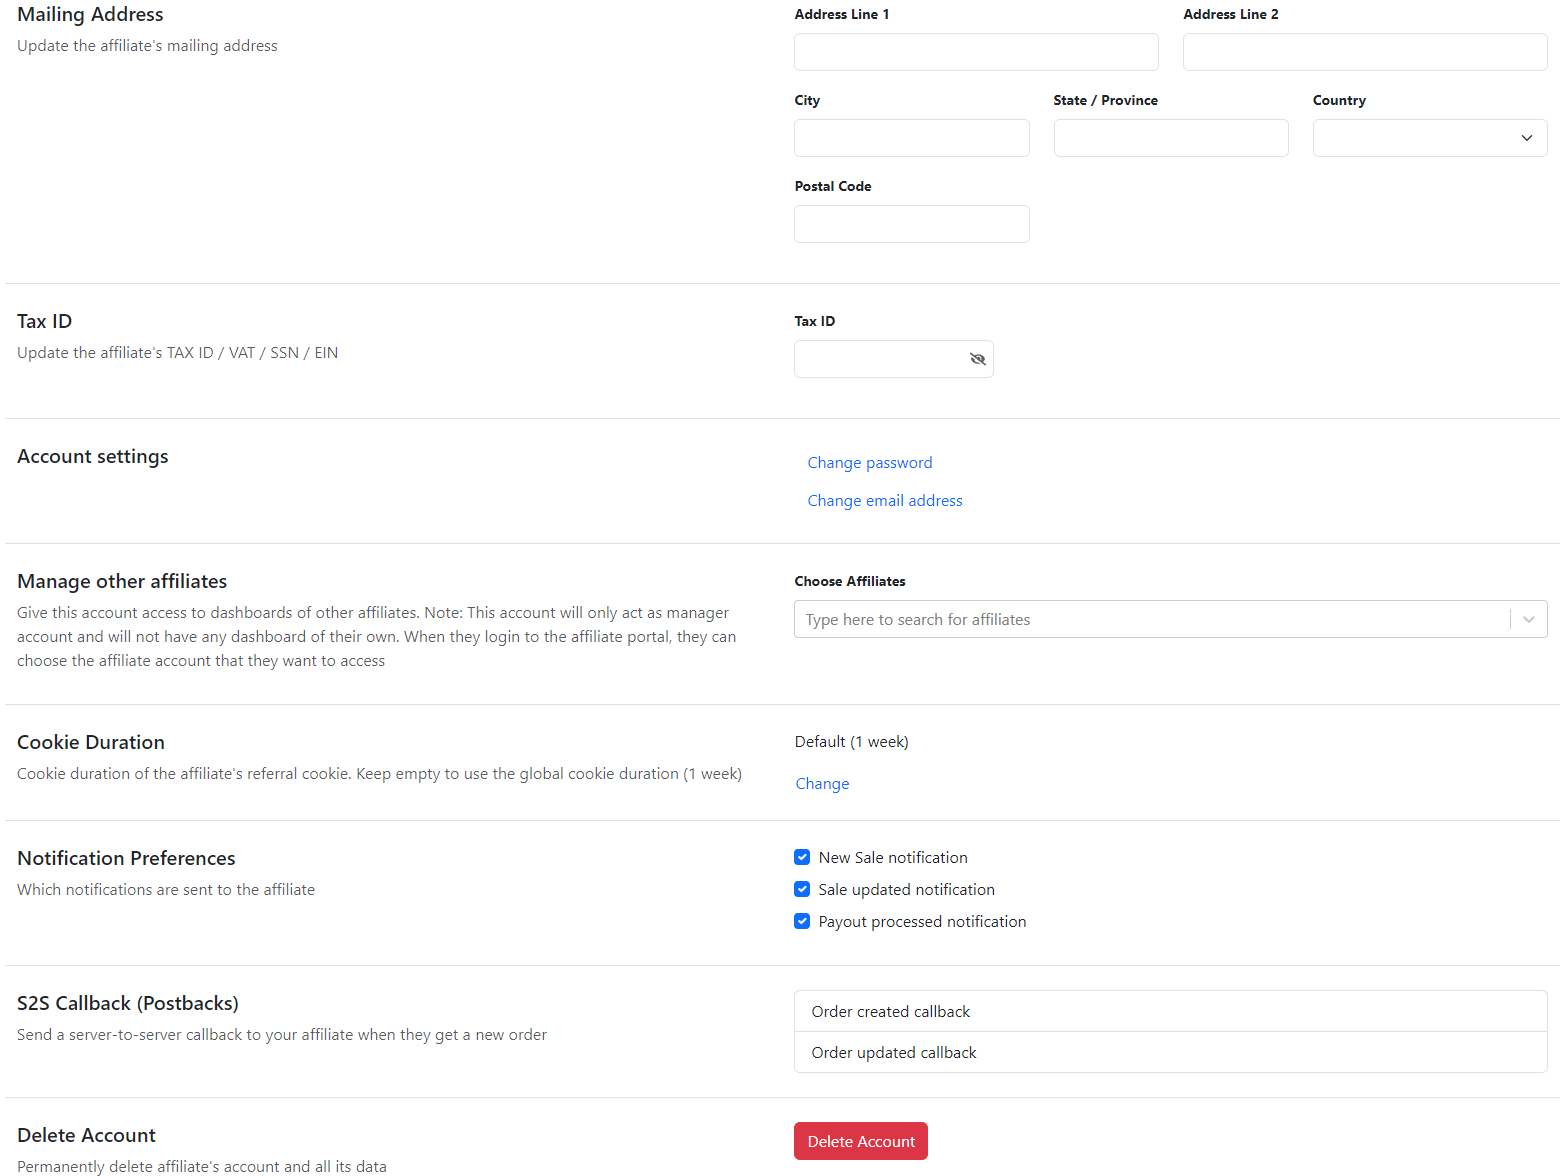 Mailing Address
Update the affiliate's mailing address
Address Line 1
Address Line 2
City
State / Province
Country
Postal Code
Tax ID
Update the affiliate's TAX ID / VAT / SSN / EIN
Tax ID
Account settings
Change password
Change email address
Manage other affiliates
Give this account access to dashboards of other affiliates. Note: This account will only act as manager
account and will not have any dashboard of their own. When they login to the affiliate portal, they can
choose the affiliate account that they want to access
Choose Affiliates
Type here to search for affiliates
Cookie Duration
Cookie duration of the affiliate's referral cookie. Keep empty to use the global cookie duration (1 week)
Default (1 week)
Change
Notification Preferences
Which notifications are sent to the affiliate
New Sale notification
Sale updated notification
Payout processed notification
S2S Callback (Postbacks)
Send a server-to-server callback to your affiliate when they get a new order
Order created callback
Order updated callback
Delete Account
Permanently delete affiliate's account and all its data
Delete Account